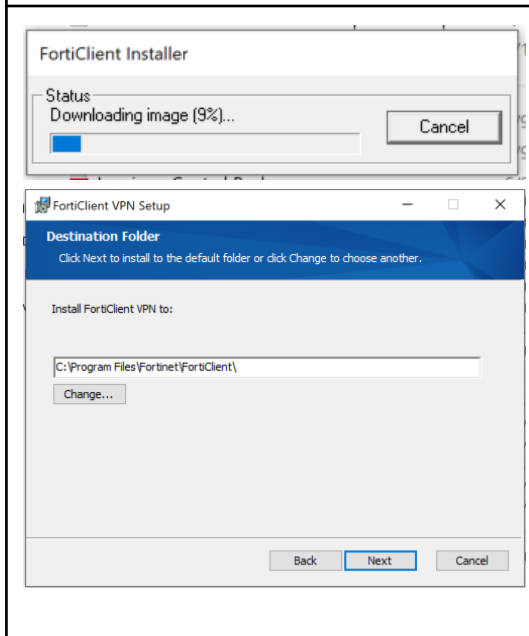 FortiClient Installer
Status
Downloading image (9%)...
Cancel
FortiClient VPN Setup
Destination Folder
Click Next to install to the default folder or click Change to choose another.
Install FortiClient VPN to:
C:\Program Files\Fortinet\FortiClient\
Change...
Back Next Cancel